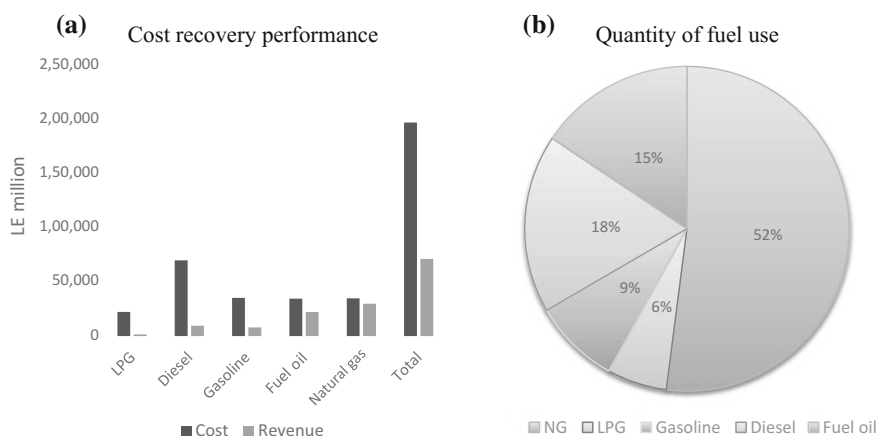 (a)
Cost recovery performance
LE million
2,50,000
2,00,000
1,50,000
1,00,000
50,000
0
LPG
Diesel
Gasoline
Fuel oil
Natural gas
Total
Cost Revenue
(b)
Quantity of fuel use
15%
18%
52%
9%
6%
NG LPG Gasoline Diesel Fuel oil